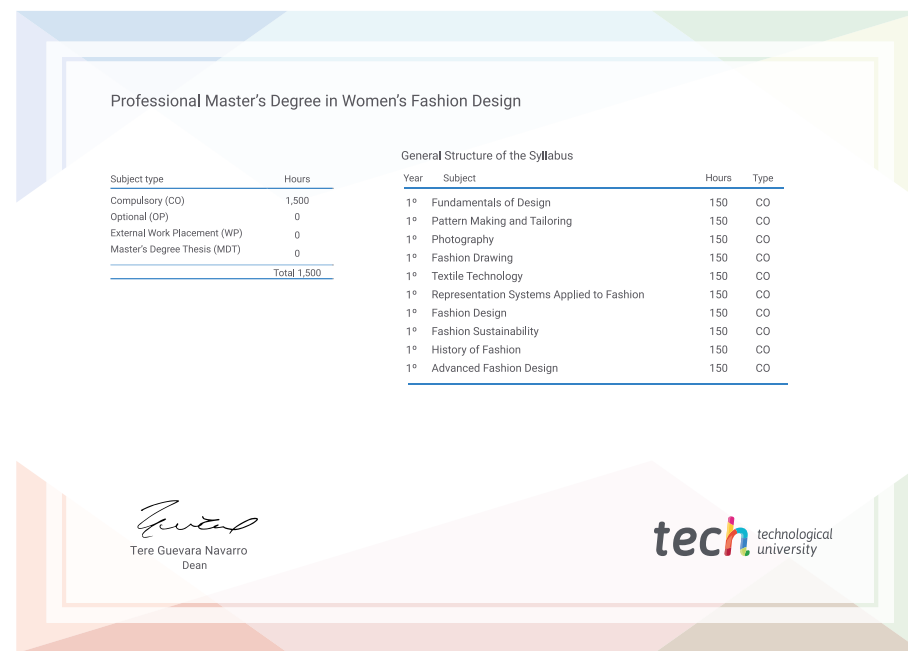 Professional Master's Degree in Women's Fashion Design
Subject type Hours
Compulsory (CO) 1,500
Optional (OP) 0
External Work Placement (WP) 0
Master's Degree Thesis (MDT) 0
Total 1,500
General Structure of the Syllabus
Year Subject Hours Type
1º Fundamentals of Design 150 CO
1º Pattern Making and Tailoring 150 CO
1º Photography 150 CO
1º Fashion Drawing 150 CO
1º Textile Technology 150 CO
1º Representation Systems Applied to Fashion 150 CO
1º Fashion Design 150 CO
1º Fashion Sustainability 150 CO
1º History of Fashion 150 CO
1º Advanced Fashion Design 150 CO
Tere Guevara Navarro
Dean
tech technological
university